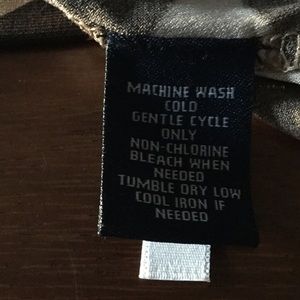 MACHINE WASH
COLD
GENTLE CYCLE
ONLY
NON-CHLORINE
BLEACH WHEN
NEEDED
TUMBLE DRY LOW
COOL IRON IF
NEEDED